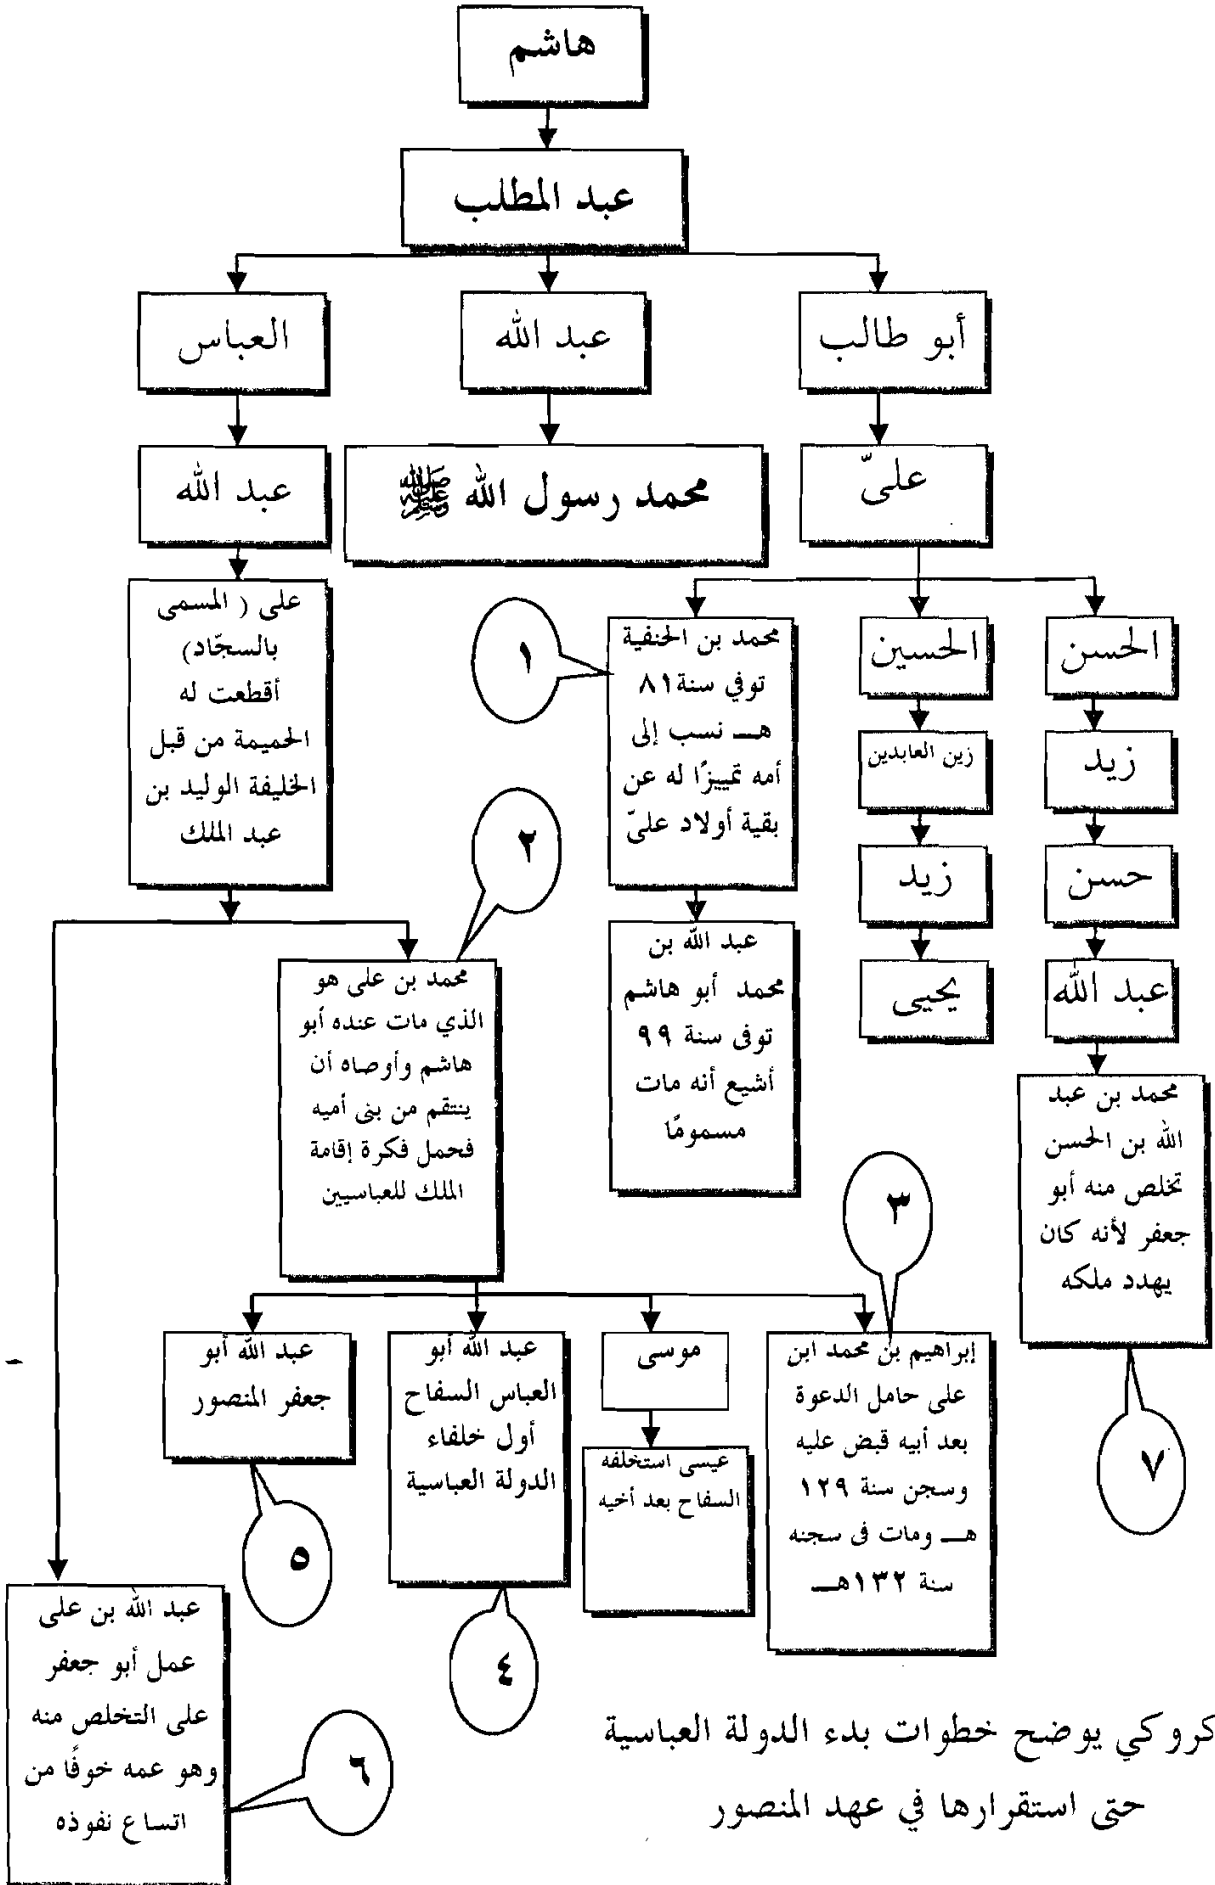 هاشم
عبد المطلب
أبو طالب
عبد الله
العباس
علىّ
محمد رسول الله ﷺ
عبد الله
الحسن
الحسين
محمد بن الحنفية
توفي سنة ٨١
هـــ نسب إلى
أمه تمييزًا له عن
بقية أولاد علىّ
١
على ( المسمى
بالسجّاد)
أقطعت له
الحميمة من قبل
الخليفة الوليد بن
عبد الملك
زيد
زين العابدين
حسن
زيد
٢
عبد الله
يحيى
عبد الله بن
محمد أبو هاشم
توفى سنة ٩٩
أشيع أنه مات
مسمومًا
محمد بن على هو
الذي مات عنده أبو
هاشم وأوصاه أن
ينتقم من بنى أميه
فحمل فكرة إقامة
الملك للعباسيين
محمد بن عبد
الله بن الحسن
تخلص منه أبو
جعفر لأنه كان
يهدد ملكه
٣
إبراهيم بن محمد ابن
على حامل الدعوة
بعد أبيه قبض عليه
وسجن سنة ١٢٩
هـــ ومات فى سجنه
سنة ١٣٢هـــ
موسى
عيسى استخلفه
السفاح بعد أخيه
عبد الله أبو
العباس السفاح
أول خلفاء
الدولة العباسية
عبد الله أبو
جعفر المنصور
٧
٥
٤
عبد الله بن على
عمل أبو جعفر
على التخلص منه
وهو عمه خوفًا من
اتساع نفوذه
٦
كروكي يوضح خطوات بدء الدولة العباسية
حتى استقرارها في عهد المنصور